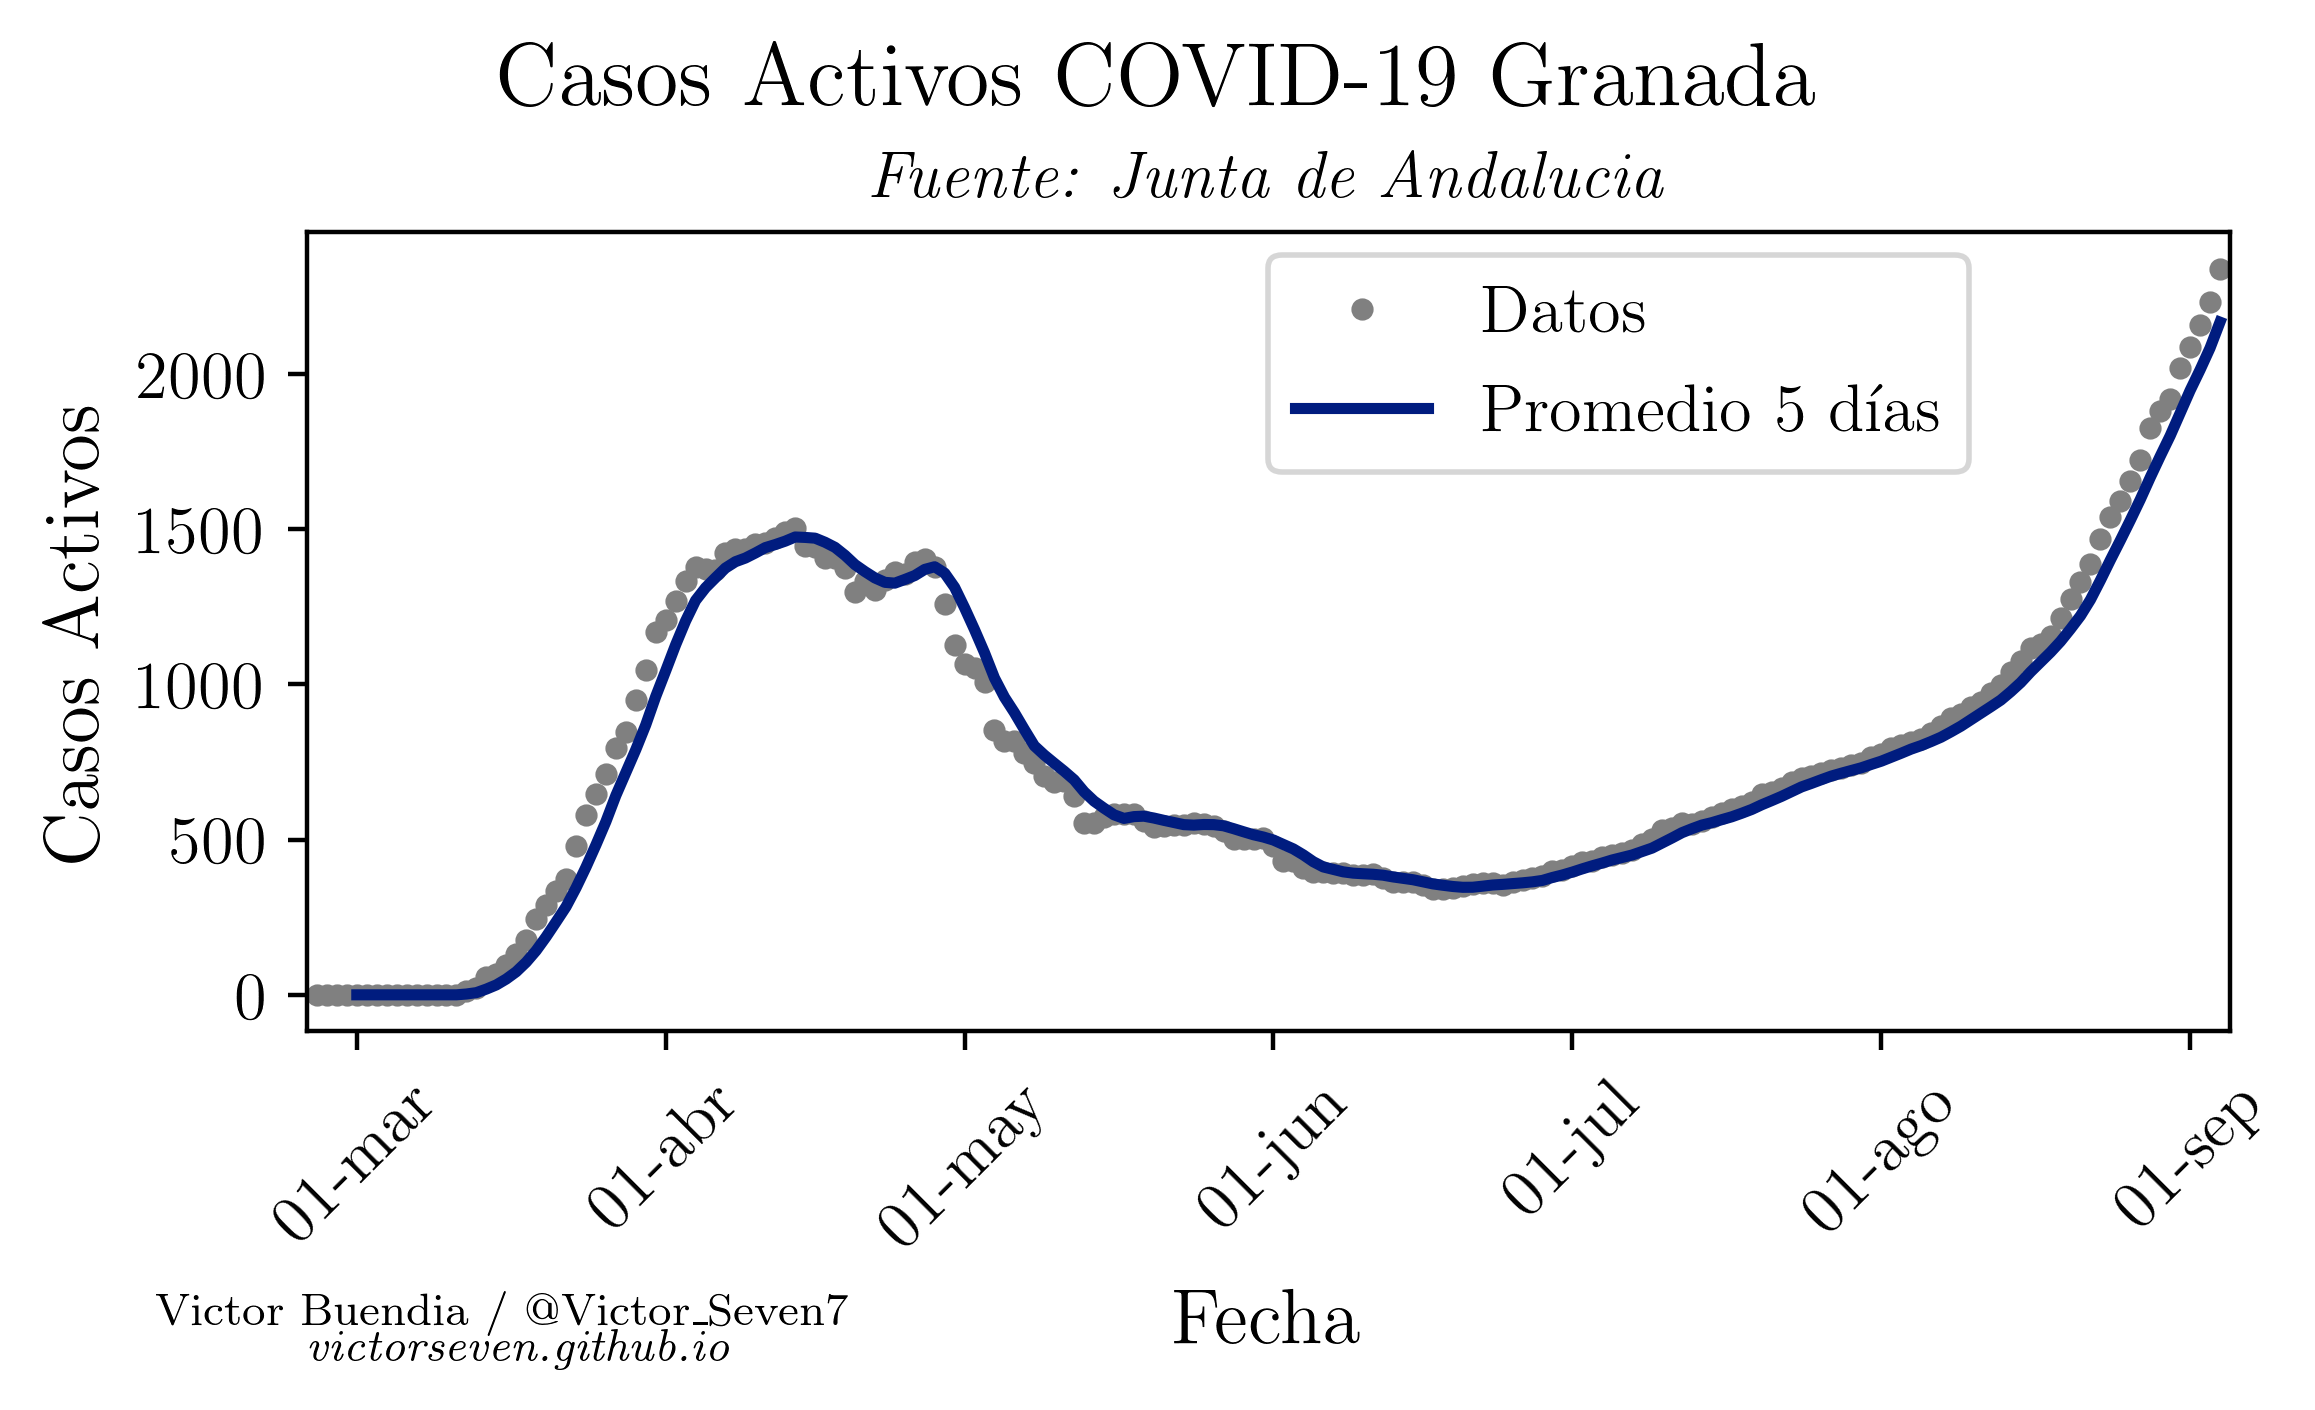 Casos Activos COVID-19 Granada
Fuente: Junta de Andalucia
Datos
Promedio 5 días
Casos Activos
2000
1500
1000
500
0
01-mar
01-abr
01-may
01-jun
01-jul
01-ago
01-sep
Fecha
Victor Buendia / @Victor_Seven7
victorseven.github.io